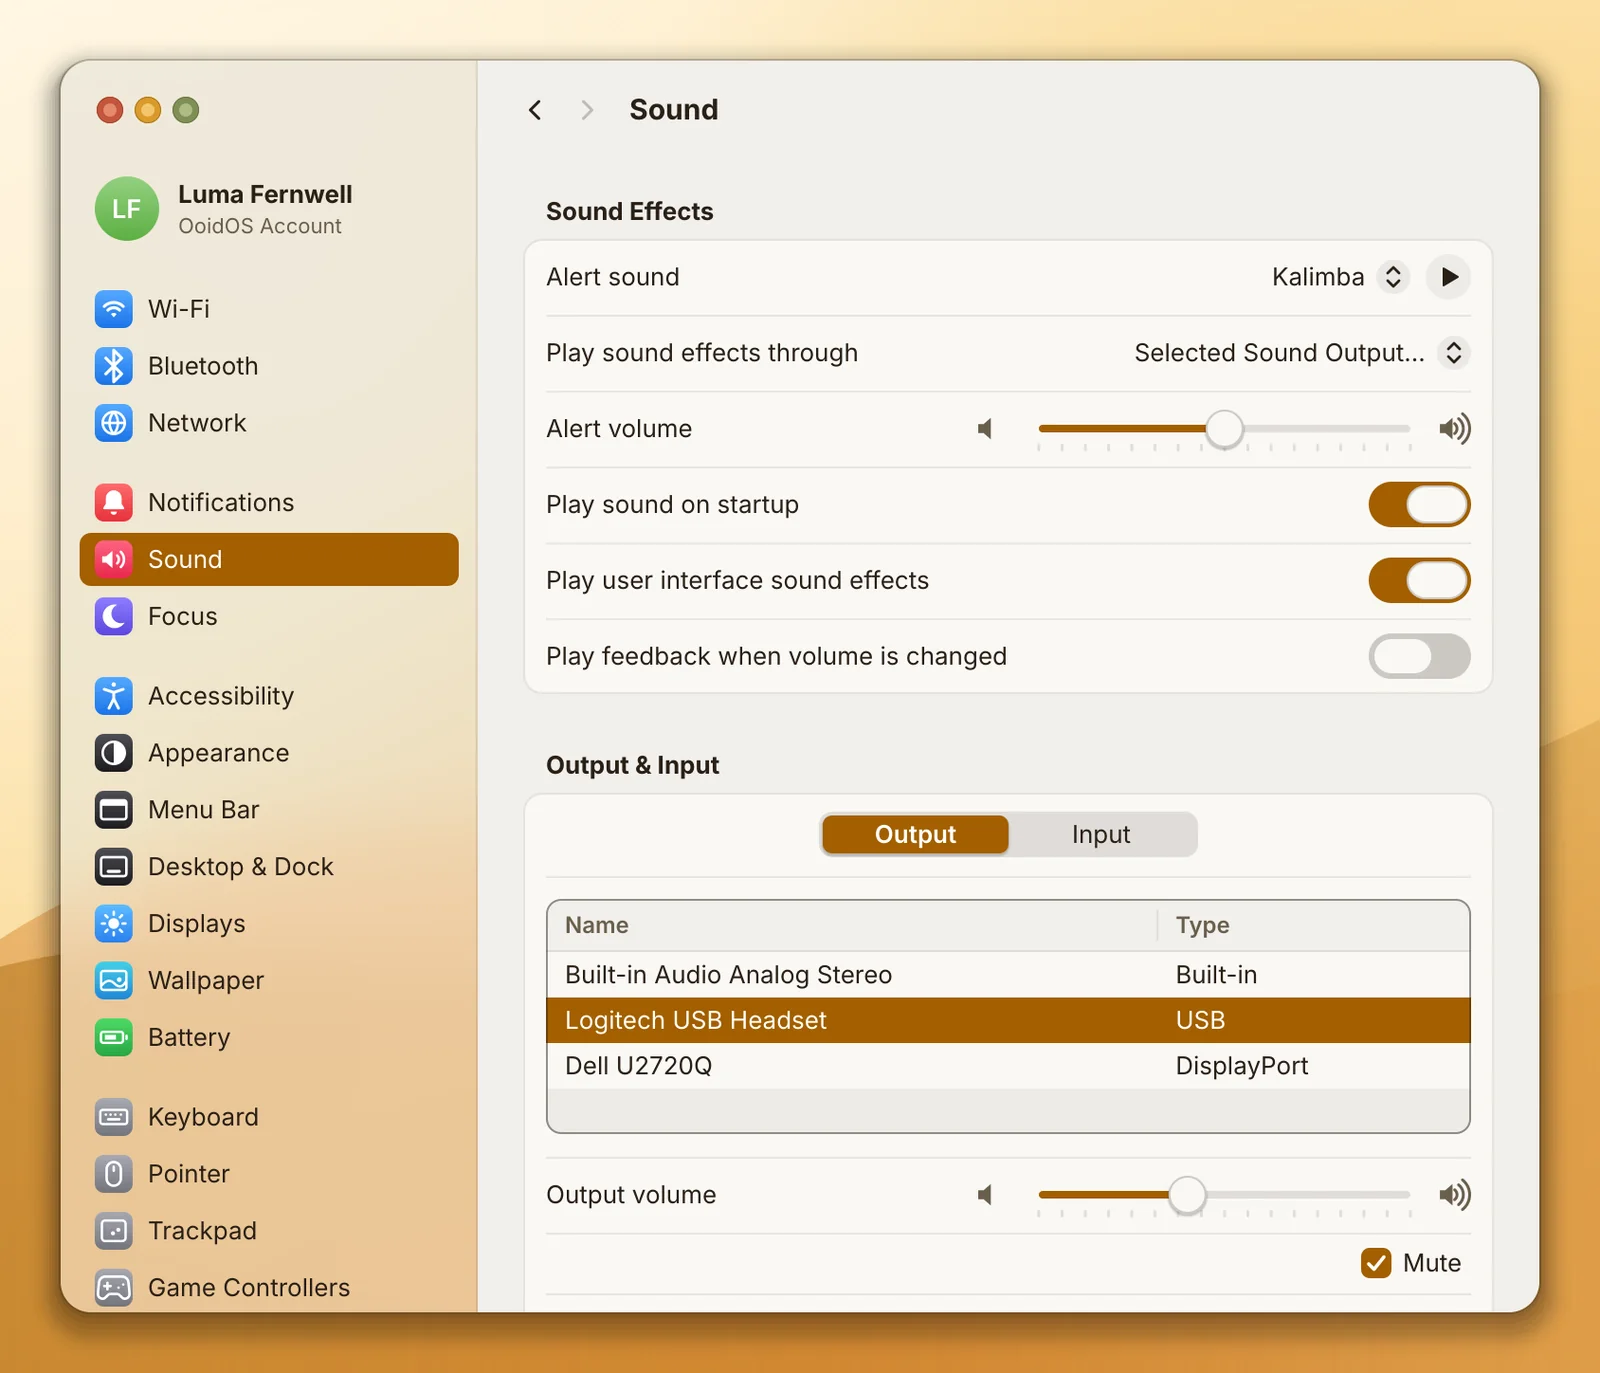 Sound
LF
Luma Fernwell
OoidOS Account
Wi-Fi
Bluetooth
Network
Notifications
Sound
Focus
Accessibility
Appearance
Menu Bar
Desktop & Dock
Displays
Wallpaper
Battery
Keyboard
Pointer
Trackpad
Game Controllers
Sound Effects
Alert sound Kalimba
Play sound effects through Selected Sound Output...
Alert volume
Play sound on startup
Play user interface sound effects
Play feedback when volume is changed
Output & Input
Output Input
Name Type
Built-in Audio Analog Stereo Built-in
Logitech USB Headset USB
Dell U2720Q DisplayPort
Output volume
Mute